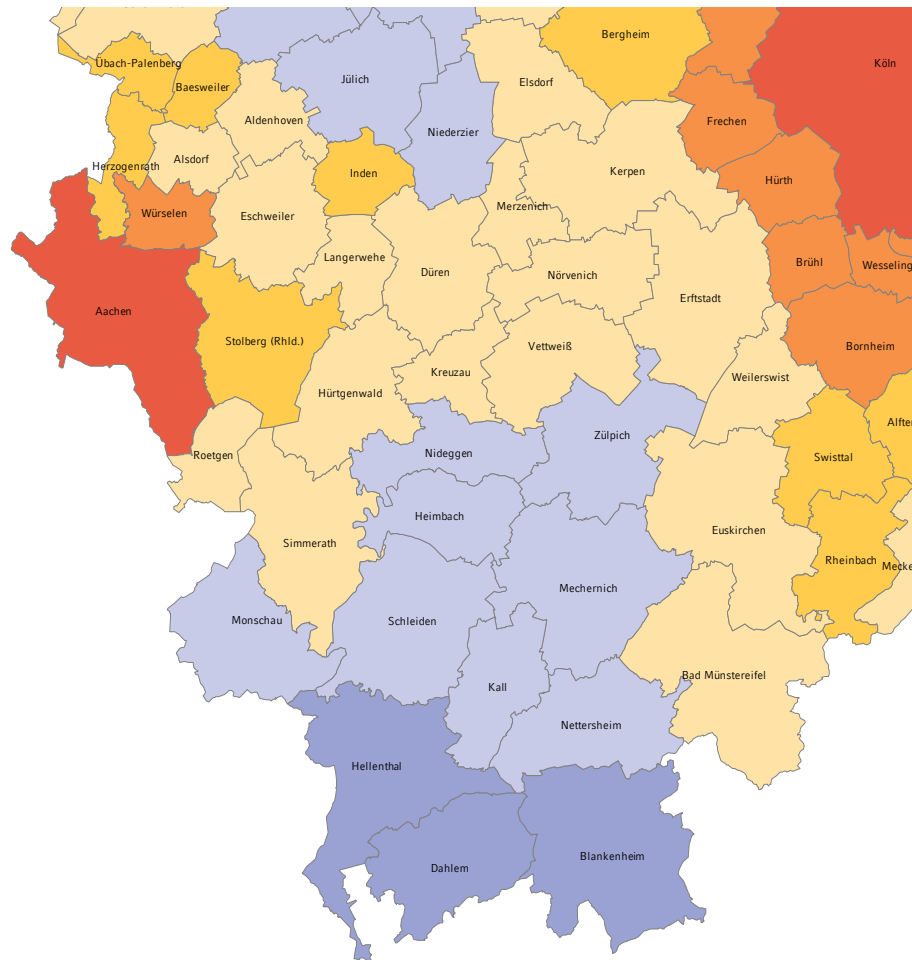 Bergheim
Köln
Übach-Palenberg
Jülich
Elsdorf
Baesweiler
Aldenhoven
Frechen
Niederzier
Alsdorf
Herzogenrath
Inden
Kerpen
Hürth
Merzenich
Würselen
Eschweiler
Langerwehe
Düren
Nörvenich
Brühl
Wesseling
Erftstadt
Aachen
Stolberg (Rhld.)
Vettweiß
Bornheim
Kreuzau
Weilerswist
Hürtgenwald
Alfter
Zülpich
Roetgen
Nideggen
Swisttal
Heimbach
Euskirchen
Simmerath
Rheinbach
Mecke
Mechernich
Monschau
Schleiden
Bad Münstereifel
Kall
Nettersheim
Hellenthal
Blankenheim
Dahlem